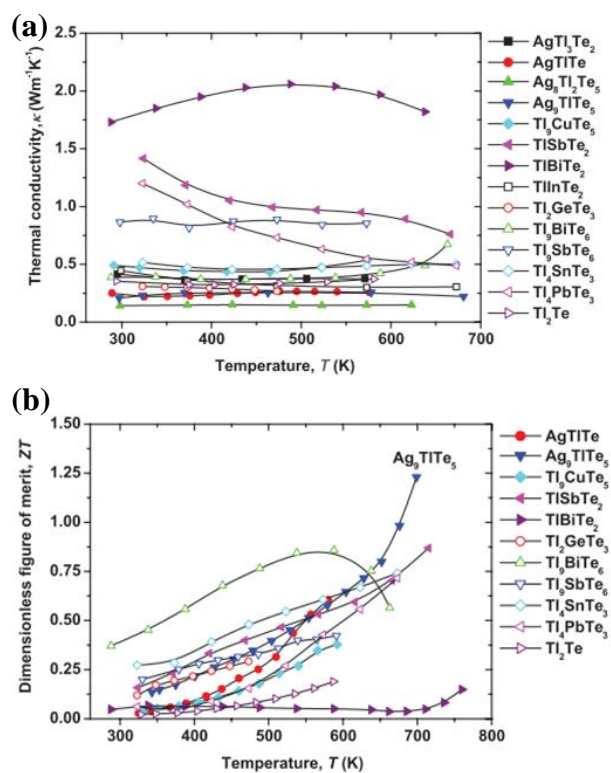 (a)
2.5
2.0
1.5
1.0
0.5
0.0
300 400 500 600 700
Thermal conductivity, κ (Wm⁻¹K⁻¹)
Temperature, T (K)
AgTl₃Te₂
AgTlTe
Ag₈Tl₂Te₅
Ag₉TlTe₅
Tl₉CuTe₅
TlSbTe₂
TlBiTe₂
TlInTe₂
Tl₂GeTe₃
Tl₉BiTe₆
Tl₉SbTe₆
Tl₄SnTe₃
Tl₄PbTe₃
Tl₂Te
(b)
1.50
1.25
1.00
0.75
0.50
0.25
0.00
300 400 500 600 700 800
Dimensionless figure of merit, ZT
Temperature, T (K)
Ag₉TlTe₅
AgTlTe
Ag₉TlTe₅
Tl₉CuTe₅
TlSbTe₂
TlBiTe₂
Tl₂GeTe₃
Tl₉BiTe₆
Tl₉SbTe₆
Tl₄SnTe₃
Tl₄PbTe₃
Tl₂Te